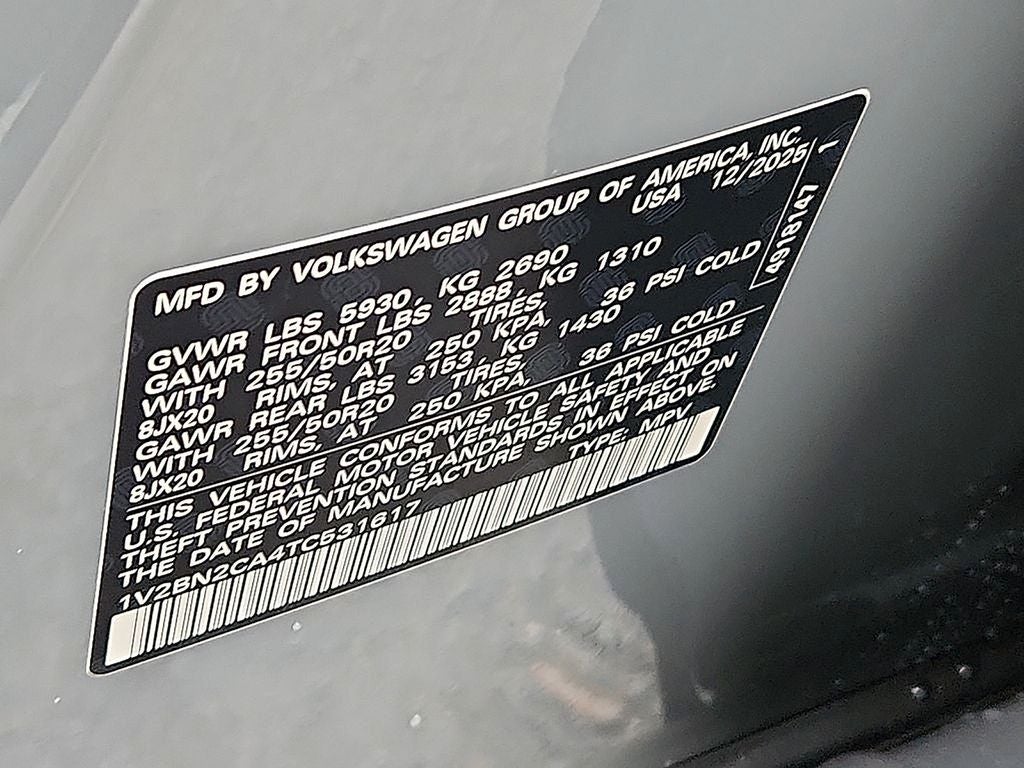 MFD BY VOLKSWAGEN GROUP OF AMERICA, INC.
USA 12/2025
GVWR LBS 5930, KG 2690
GAWR FRONT LBS 2888, KG 1310
WITH 255/50R20 TIRES,
8JX20 RIMS, AT 250 KPA, 36 PSI COLD
GAWR REAR LBS 3153, KG 1430
WITH 255/50R20 TIRES,
8JX20 RIMS, AT 250 KPA, 36 PSI COLD
THIS VEHICLE CONFORMS TO ALL APPLICABLE
U.S. FEDERAL MOTOR VEHICLE SAFETY AND
THEFT PREVENTION STANDARDS IN EFFECT ON
THE DATE OF MANUFACTURE SHOWN ABOVE.
1V2BN2CA4TC531617 TYPE: MPV
4918147 1